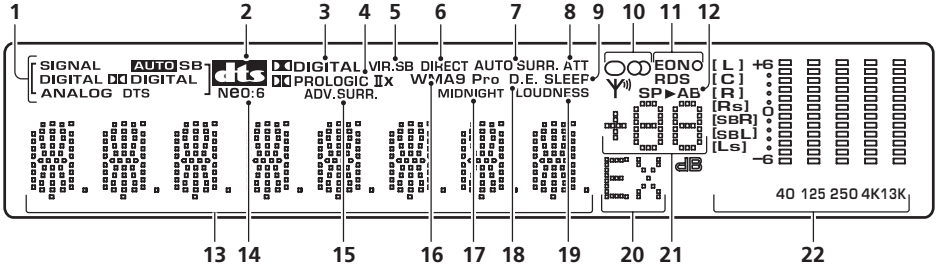 1 2 3 4 5 6 7 8 9 10 11 12
SIGNAL AUTO SB dts DIGITAL VIR.SB DIRECT AUTO SURR. ATT EON [L] +6
DIGITAL DIGITAL PROLOGIC IIx WMA9 Pro D.E. SLEEP RDS [C]
ANALOG DTS Neo:6 ADV.SURR. MIDNIGHT LOUDNESS SP►AB [R]
[Rs] 0
[SBR]
[SBL]
[Ls]
-6
+88
EX dB
40 125 250 4K 13K
13 14 15 16 17 18 19 20 21 22